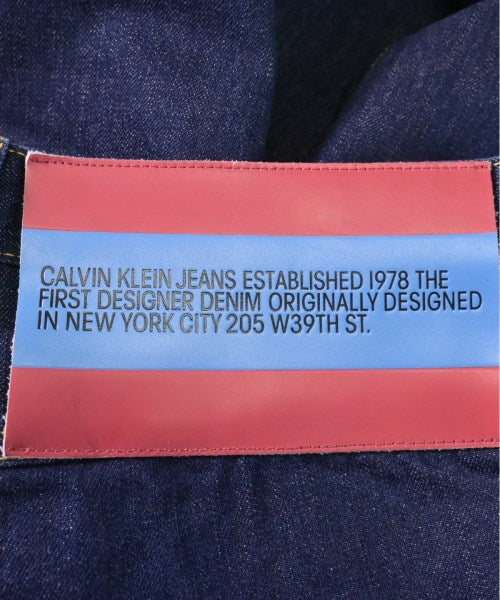 CALVIN KLEIN JEANS ESTABLISHED 1978 THE
FIRST DESIGNER DENIM ORIGINALLY DESIGNED
IN NEW YORK CITY 205 W39TH ST.